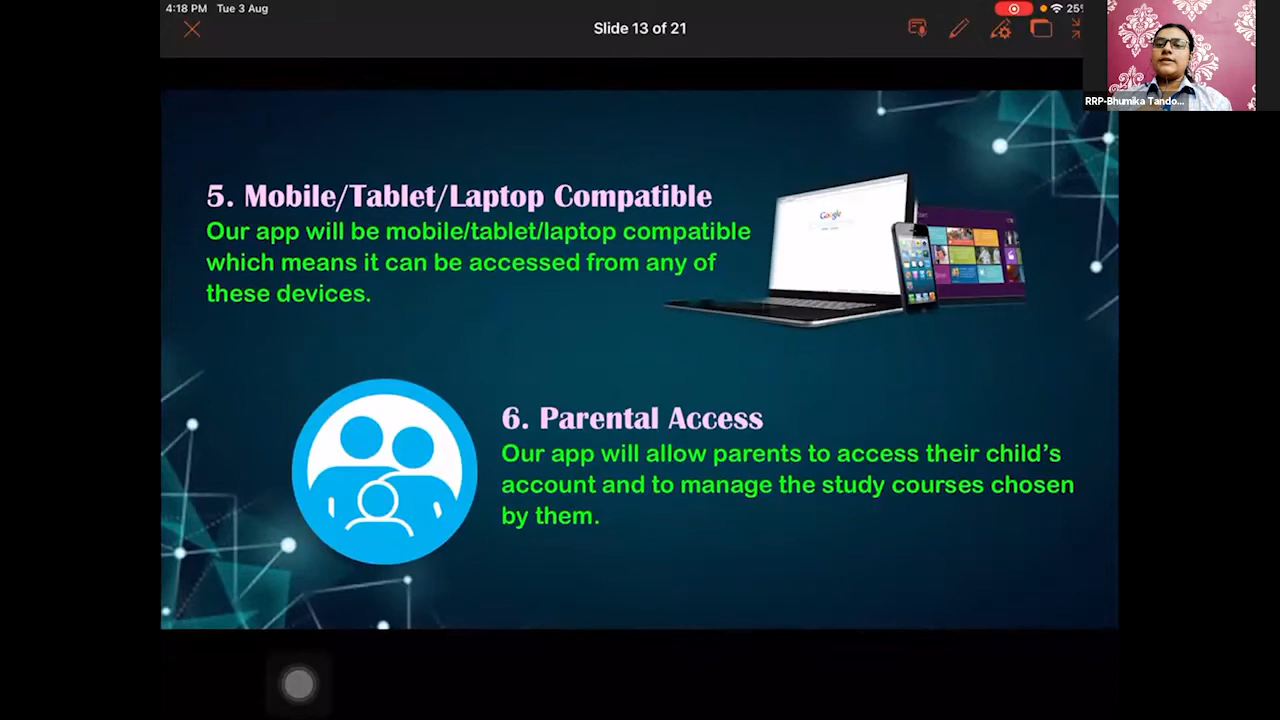 4:18 PM Tue 3 Aug
25%
Slide 13 of 21
RRP-Bhumika Tando...
5. Mobile/Tablet/Laptop Compatible
Our app will be mobile/tablet/laptop compatible
which means it can be accessed from any of
these devices.
Google
6. Parental Access
Our app will allow parents to access their child's
account and to manage the study courses chosen
by them.